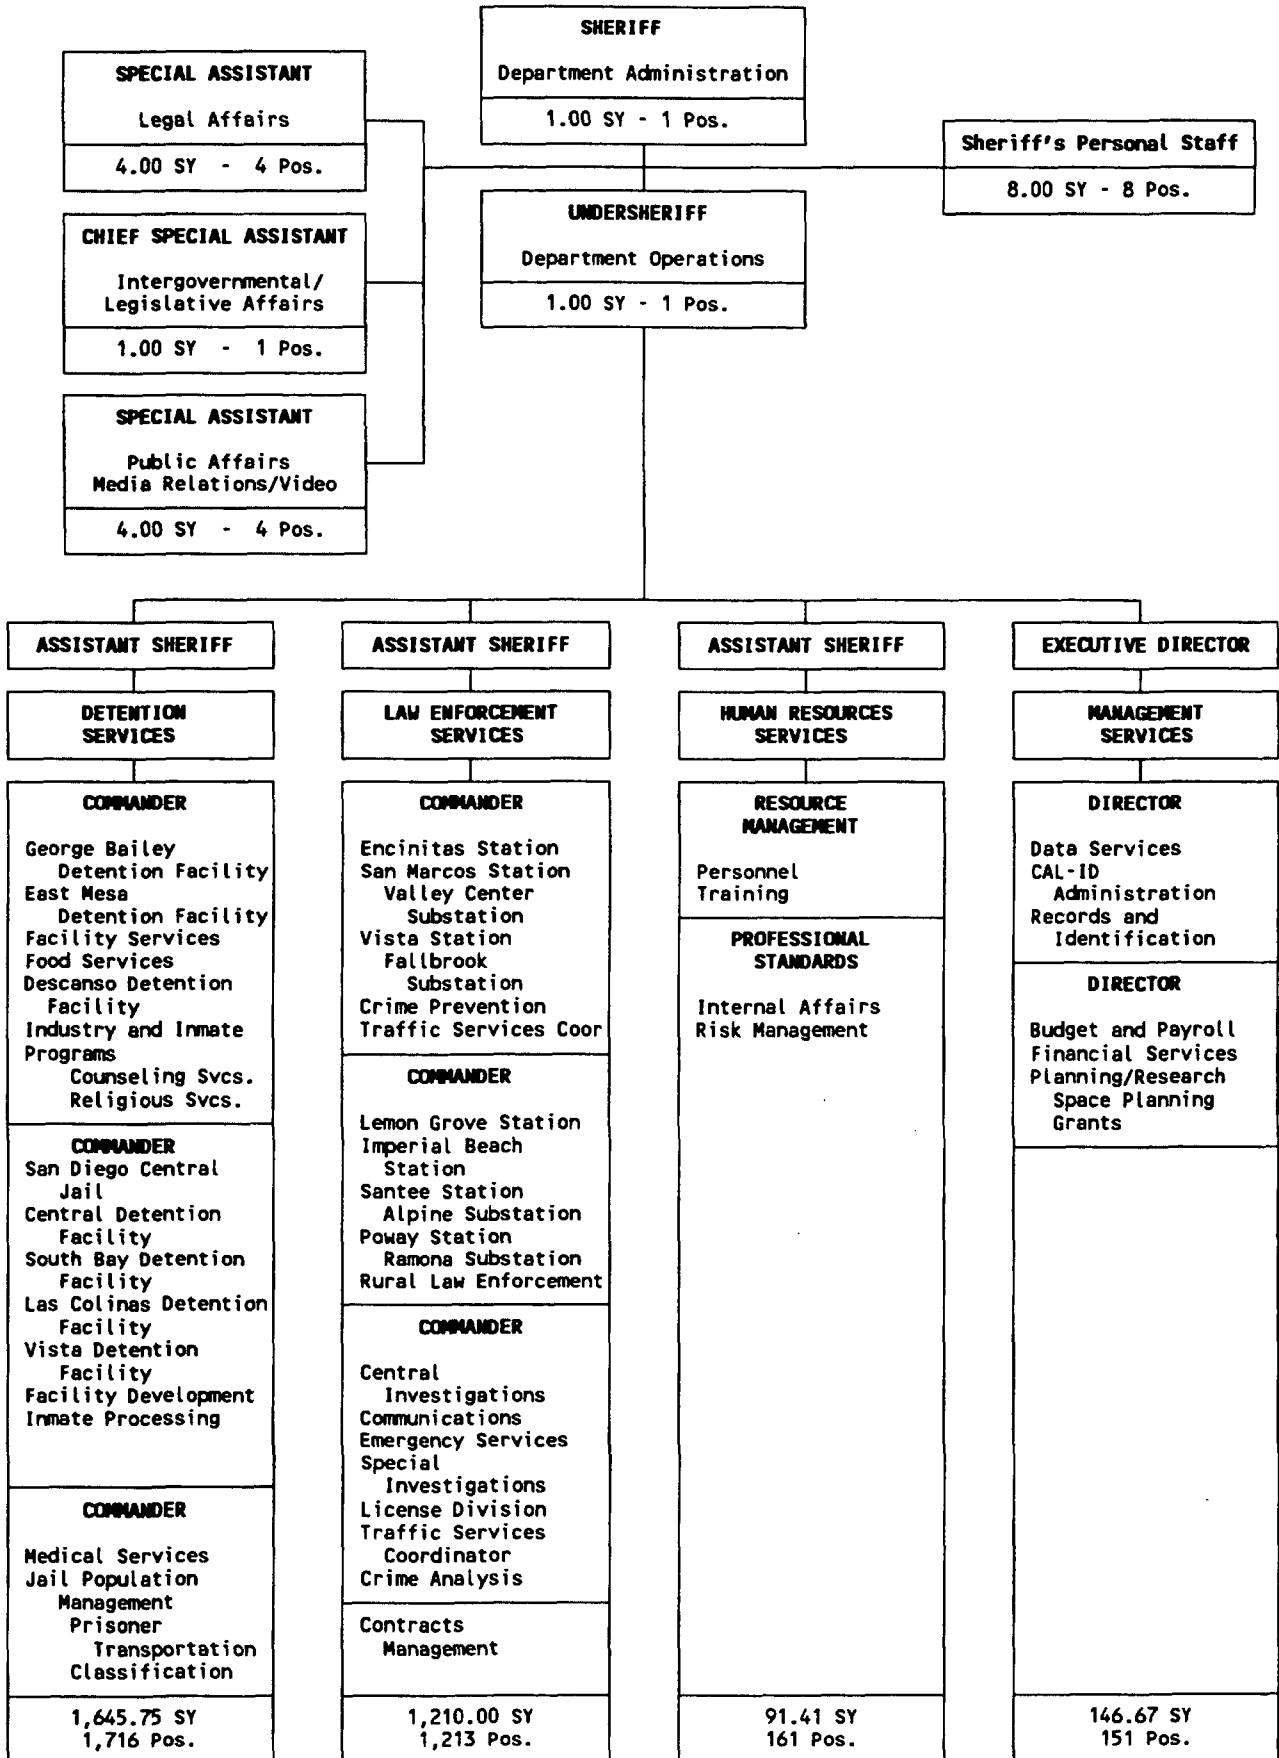 SHERIFF
Department Administration
1.00 SY - 1 Pos.
SPECIAL ASSISTANT
Legal Affairs
4.00 SY - 4 Pos.
Sheriff's Personal Staff
8.00 SY - 8 Pos.
UNDERSHERIFF
Department Operations
1.00 SY - 1 Pos.
CHIEF SPECIAL ASSISTANT
Intergovernmental/
Legislative Affairs
1.00 SY - 1 Pos.
SPECIAL ASSISTANT
Public Affairs
Media Relations/Video
4.00 SY - 4 Pos.
ASSISTANT SHERIFF
DETENTION
SERVICES
COMMANDER
George Bailey
Detention Facility
East Mesa
Detention Facility
Facility Services
Food Services
Descanso Detention
Facility
Industry and Inmate
Programs
Counseling Svcs.
Religious Svcs.
COMMANDER
San Diego Central
Jail
Central Detention
Facility
South Bay Detention
Facility
Las Colinas Detention
Facility
Vista Detention
Facility
Facility Development
Inmate Processing
COMMANDER
Medical Services
Jail Population
Management
Prisoner
Transportation
Classification
1,645.75 SY
1,716 Pos.
ASSISTANT SHERIFF
LAW ENFORCEMENT
SERVICES
COMMANDER
Encinitas Station
San Marcos Station
Valley Center
Substation
Vista Station
Fallbrook
Substation
Crime Prevention
Traffic Services Coor
COMMANDER
Lemon Grove Station
Imperial Beach
Station
Santee Station
Alpine Substation
Poway Station
Ramona Substation
Rural Law Enforcement
COMMANDER
Central
Investigations
Communications
Emergency Services
Special
Investigations
License Division
Traffic Services
Coordinator
Crime Analysis
Contracts
Management
1,210.00 SY
1,213 Pos.
ASSISTANT SHERIFF
HUMAN RESOURCES
SERVICES
RESOURCE
MANAGEMENT
Personnel
Training
PROFESSIONAL
STANDARDS
Internal Affairs
Risk Management
91.41 SY
161 Pos.
EXECUTIVE DIRECTOR
MANAGEMENT
SERVICES
DIRECTOR
Data Services
CAL-ID
Administration
Records and
Identification
DIRECTOR
Budget and Payroll
Financial Services
Planning/Research
Space Planning
Grants
146.67 SY
151 Pos.